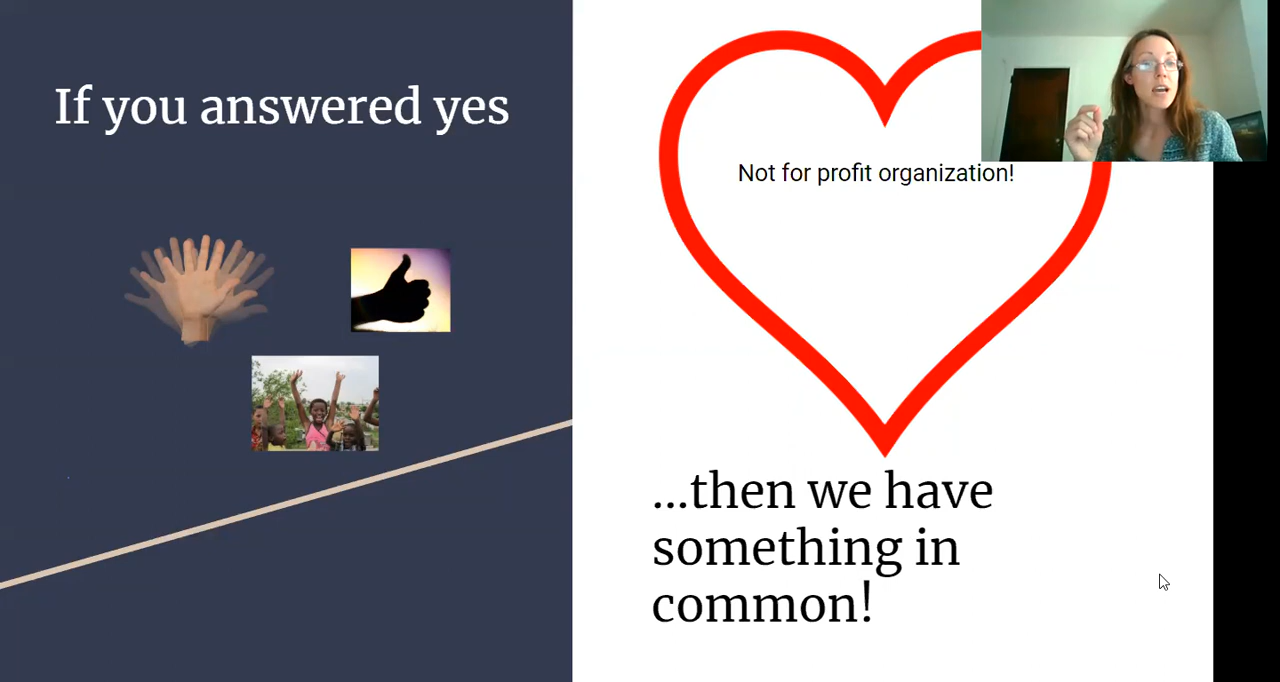 If you answered yes
Not for profit organization!
...then we have
something in
common!